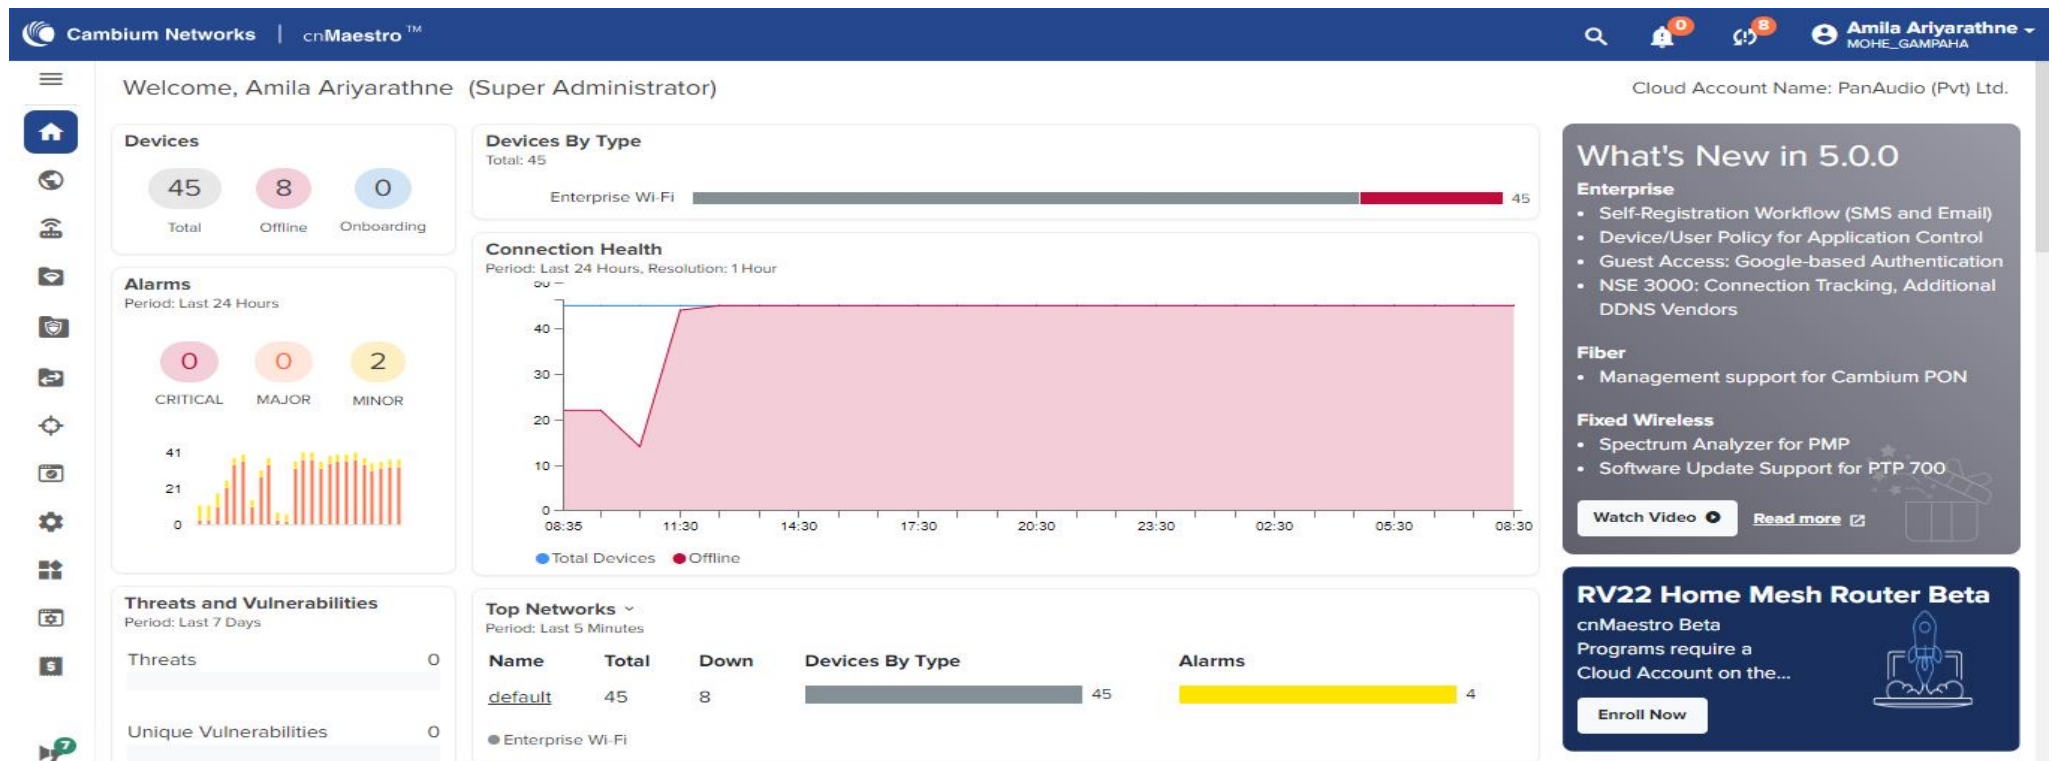 Cambium Networks | cnMaestro™
0
8
Amila Ariyarathne
MOHE_GAMPAHA
Welcome, Amila Ariyarathne (Super Administrator)
Cloud Account Name: PanAudio (Pvt) Ltd.
Devices
45
8
0
Total
Offline
Onboarding
Alarms
Period: Last 24 Hours
0
0
2
CRITICAL
MAJOR
MINOR
41
21
0
Threats and Vulnerabilities
Period: Last 7 Days
Threats 0
Unique Vulnerabilities 0
7
Devices By Type
Total: 45
Enterprise Wi-Fi 45
Connection Health
Period: Last 24 Hours, Resolution: 1 Hour
50
40
30
20
10
0
08:35 11:30 14:30 17:30 20:30 23:30 02:30 05:30 08:30
Total Devices Offline
Top Networks
Period: Last 5 Minutes
Name Total Down Devices By Type Alarms
default 45 8 45 4
Enterprise Wi-Fi
What's New in 5.0.0
Enterprise
• Self-Registration Workflow (SMS and Email)
• Device/User Policy for Application Control
• Guest Access: Google-based Authentication
• NSE 3000: Connection Tracking, Additional
DDNS Vendors
Fiber
• Management support for Cambium PON
Fixed Wireless
• Spectrum Analyzer for PMP
• Software Update Support for PTP 700
Watch Video
Read more
RV22 Home Mesh Router Beta
cnMaestro Beta
Programs require a
Cloud Account on the...
Enroll Now